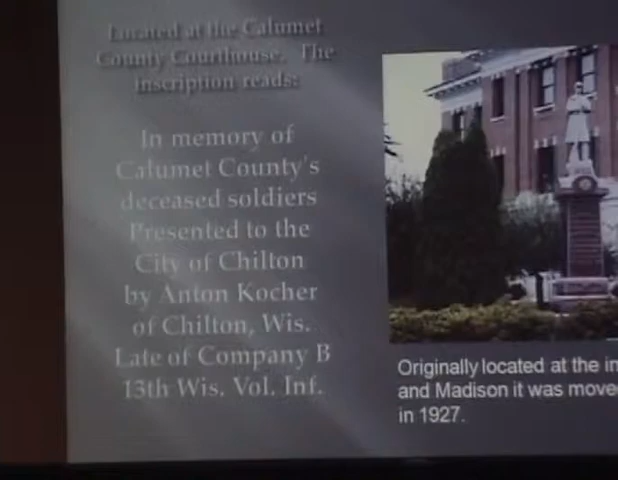 Located at the Calumet
County Courthouse. The
inscription reads:
In memory of
Calumet County's
deceased soldiers
Presented to the
City of Chilton
by Anton Kocher
of Chilton, Wis.
Late of Company B
13th Wis. Vol. Inf.
Originally located at the in
and Madison it was move
in 1927.